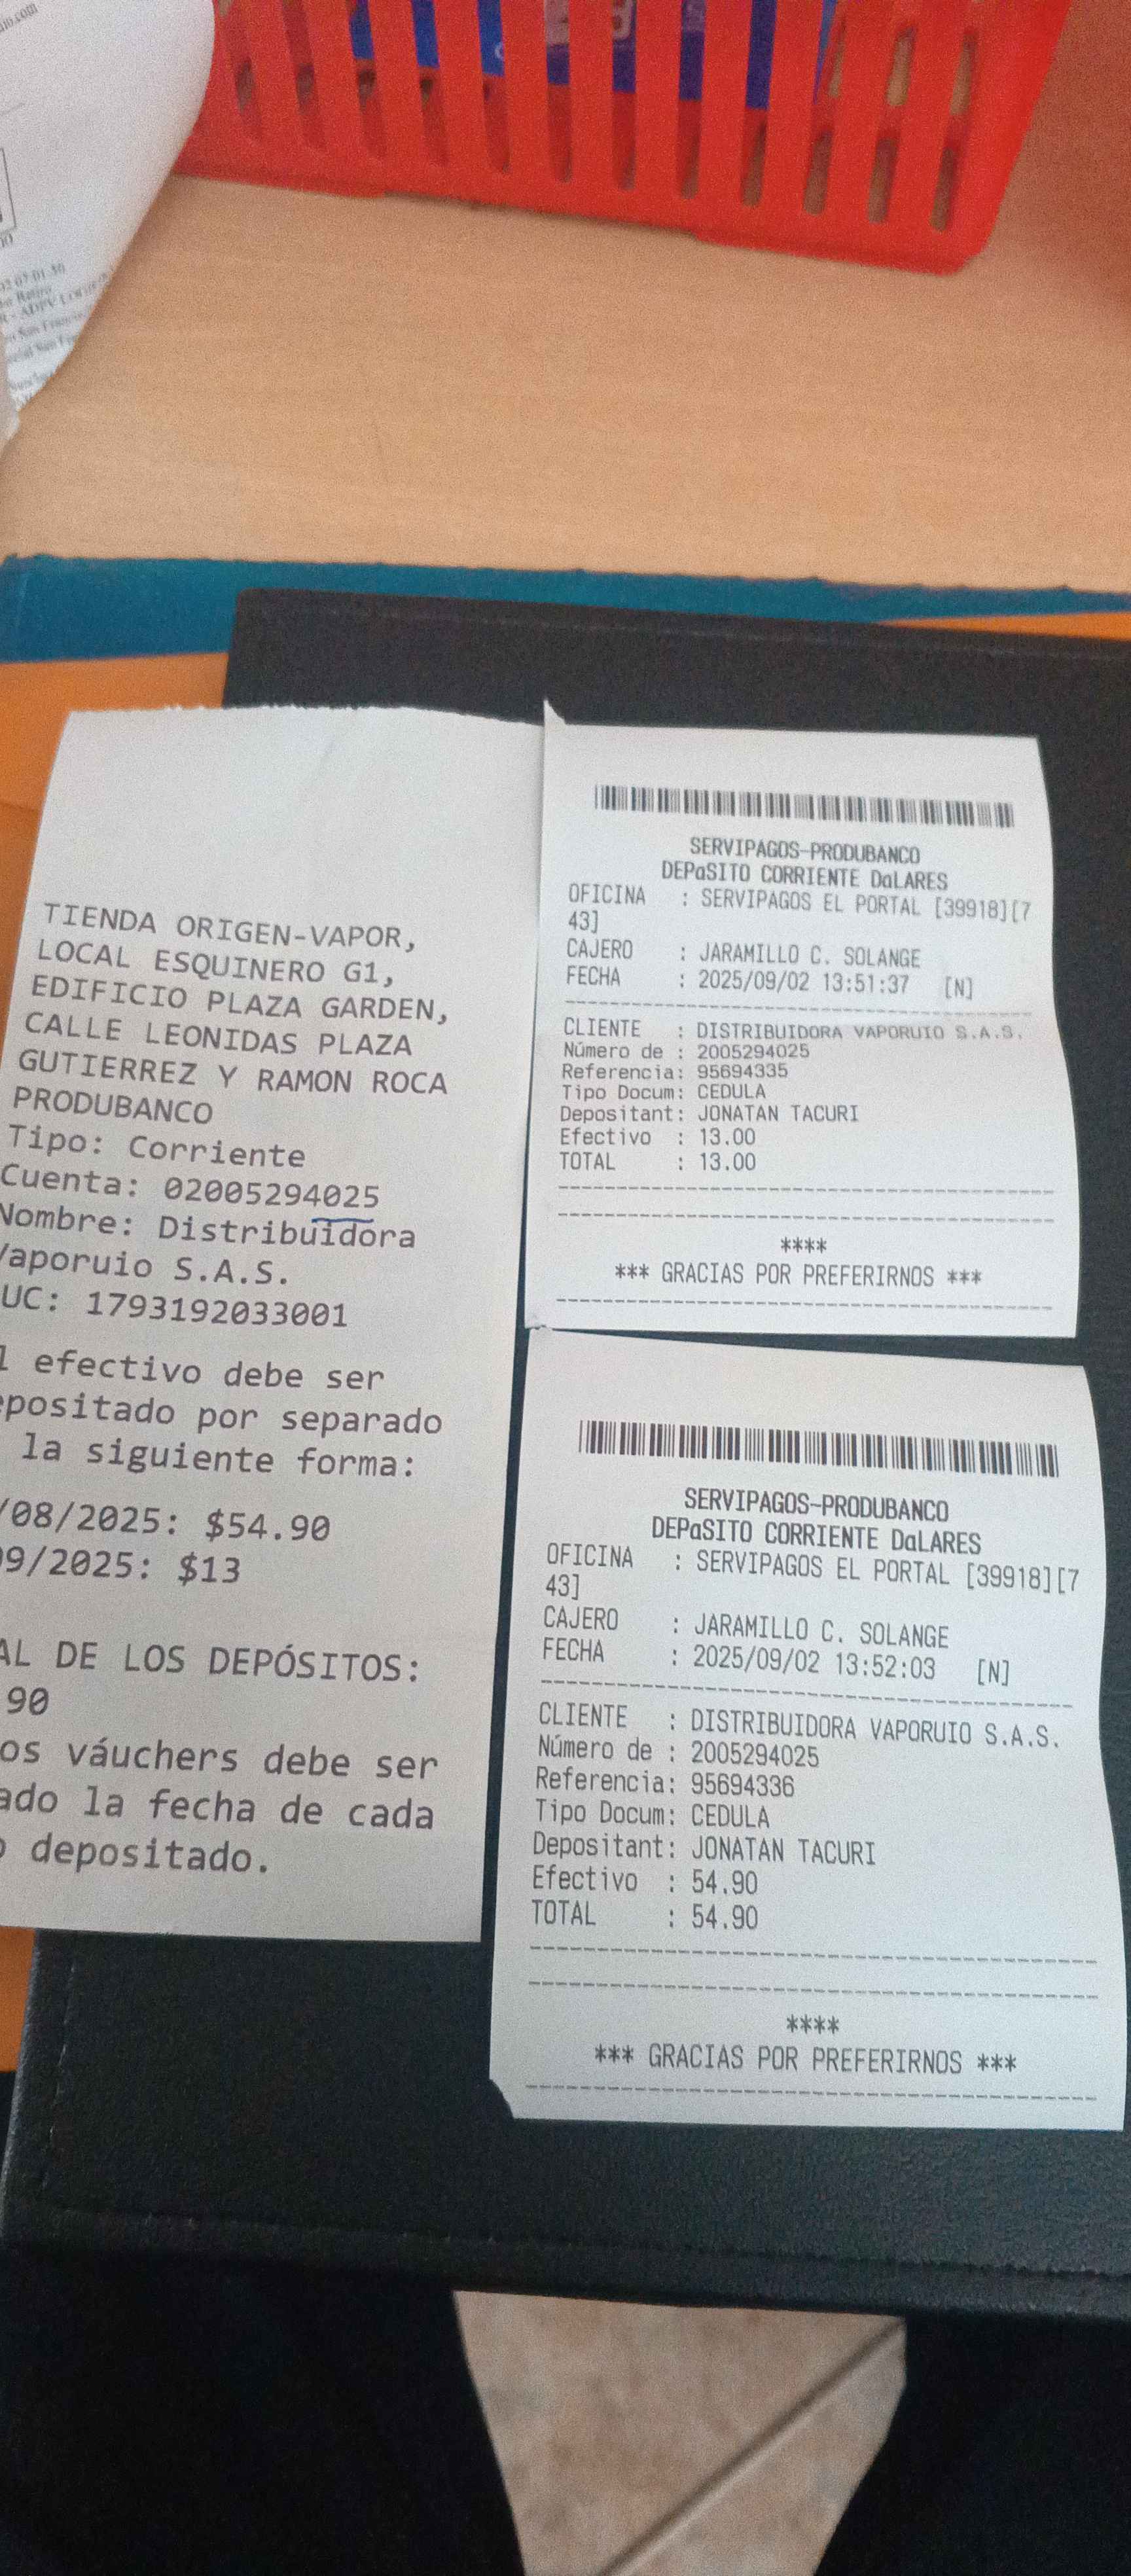 TIENDA ORIGEN-VAPOR,
LOCAL ESQUINERO G1,
EDIFICIO PLAZA GARDEN,
CALLE LEONIDAS PLAZA
GUTIERREZ Y RAMON ROCA
PRODUBANCO
Tipo: Corriente
Cuenta: 02005294025
Nombre: Distribuidora
Vaporuio S.A.S.
UC: 1793192033001
l efectivo debe ser
epositado por separado
la siguiente forma:
/08/2025: $54.90
09/2025: $13
AL DE LOS DEPÓSITOS:
90
os váuchers debe ser
ado la fecha de cada
o depositado.
SERVIPAGOS-PRODUBANCO
DEPaSITO CORRIENTE DaLARES
OFICINA : SERVIPAGOS EL PORTAL [39918][7
43]
CAJERO : JARAMILLO C. SOLANGE
FECHA : 2025/09/02 13:51:37 [N]
CLIENTE : DISTRIBUIDORA VAPORUIO S.A.S.
Número de : 2005294025
Referencia: 95694335
Tipo Docum: CEDULA
Depositant: JONATAN TACURI
Efectivo : 13.00
TOTAL : 13.00
****
*** GRACIAS POR PREFERIRNOS ***
SERVIPAGOS-PRODUBANCO
DEPaSITO CORRIENTE DaLARES
OFICINA : SERVIPAGOS EL PORTAL [39918][7
43]
CAJERO : JARAMILLO C. SOLANGE
FECHA : 2025/09/02 13:52:03 [N]
CLIENTE : DISTRIBUIDORA VAPORUIO S.A.S.
Número de : 2005294025
Referencia: 95694336
Tipo Docum: CEDULA
Depositant: JONATAN TACURI
Efectivo : 54.90
TOTAL : 54.90
****
*** GRACIAS POR PREFERIRNOS ***